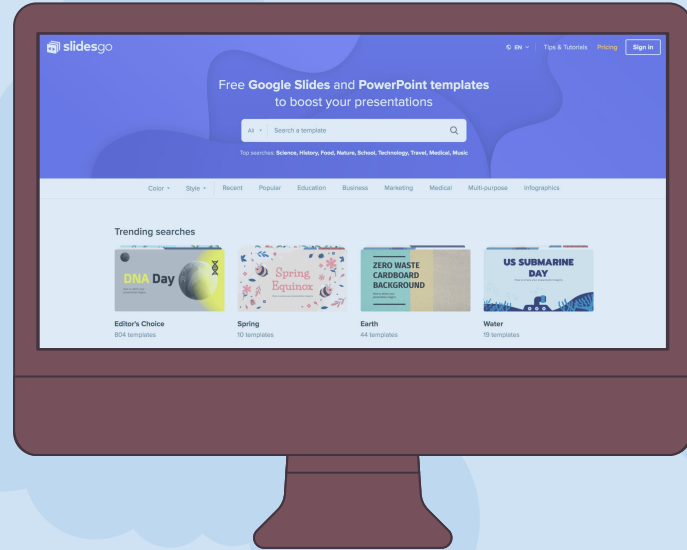 slidesgo
EN
Tips & Tutorials
Pricing
Sign in
Free Google Slides and PowerPoint templates
to boost your presentations
All
Search a template
Top searches: Science, History, Food, Nature, School, Technology, Travel, Medical, Music
Color
Style
Recent
Popular
Education
Business
Marketing
Medical
Multi-purpose
Infographics
Trending searches
DNA Day
Spring
Equinox
ZERO WASTE
CARDBOARD
BACKGROUND
US SUBMARINE
DAY
Editor's Choice
804 templates
Spring
10 templates
Earth
44 templates
Water
19 templates